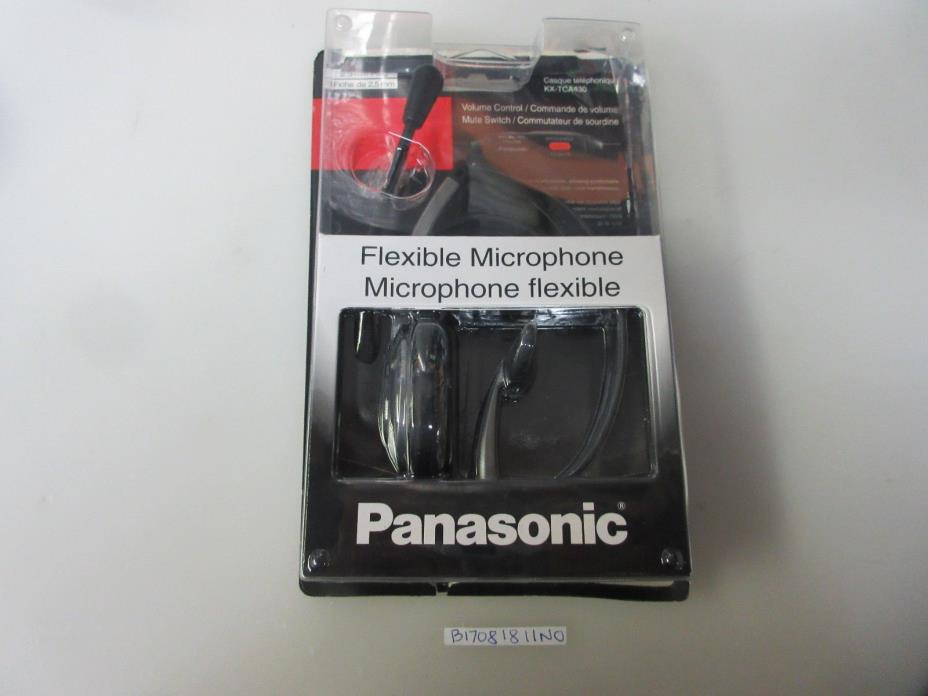 Fiche de 2,5 mm
Casque téléphonique
KX-TCA430
Volume Control / Commande de volume
Mute Switch / Commutateur de sourdine
Panasonic
Flexible Microphone
Microphone flexible
Panasonic®
B17081811NO